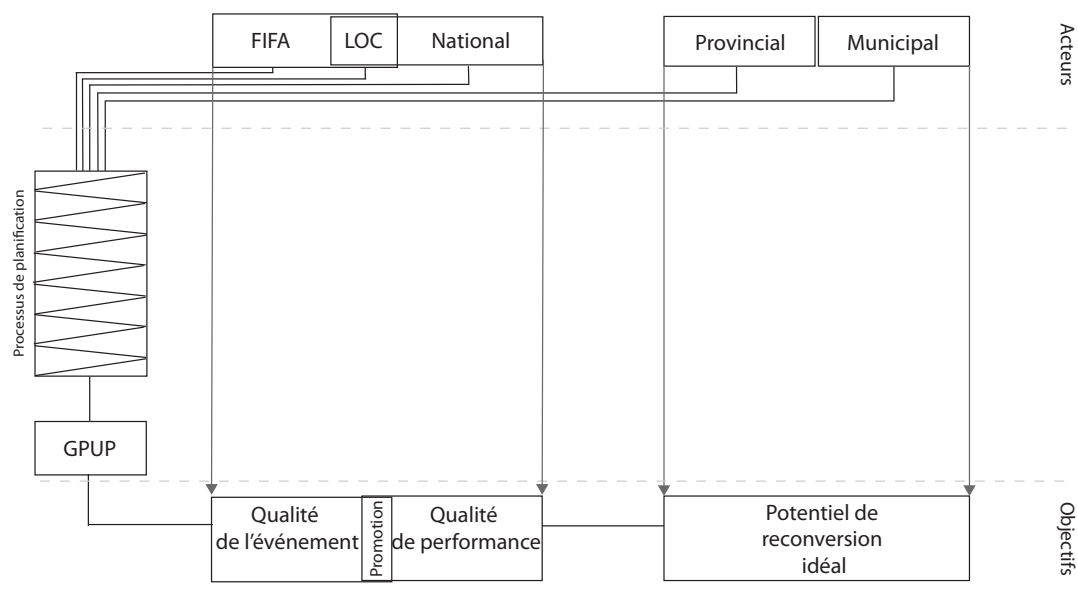 FIFA
LOC
National
Provincial
Municipal
Acteurs
Processus de planification
GPUP
Qualité
de l'événement
Promotion
Qualité
de performance
Potentiel de
reconversion
idéal
Objectifs